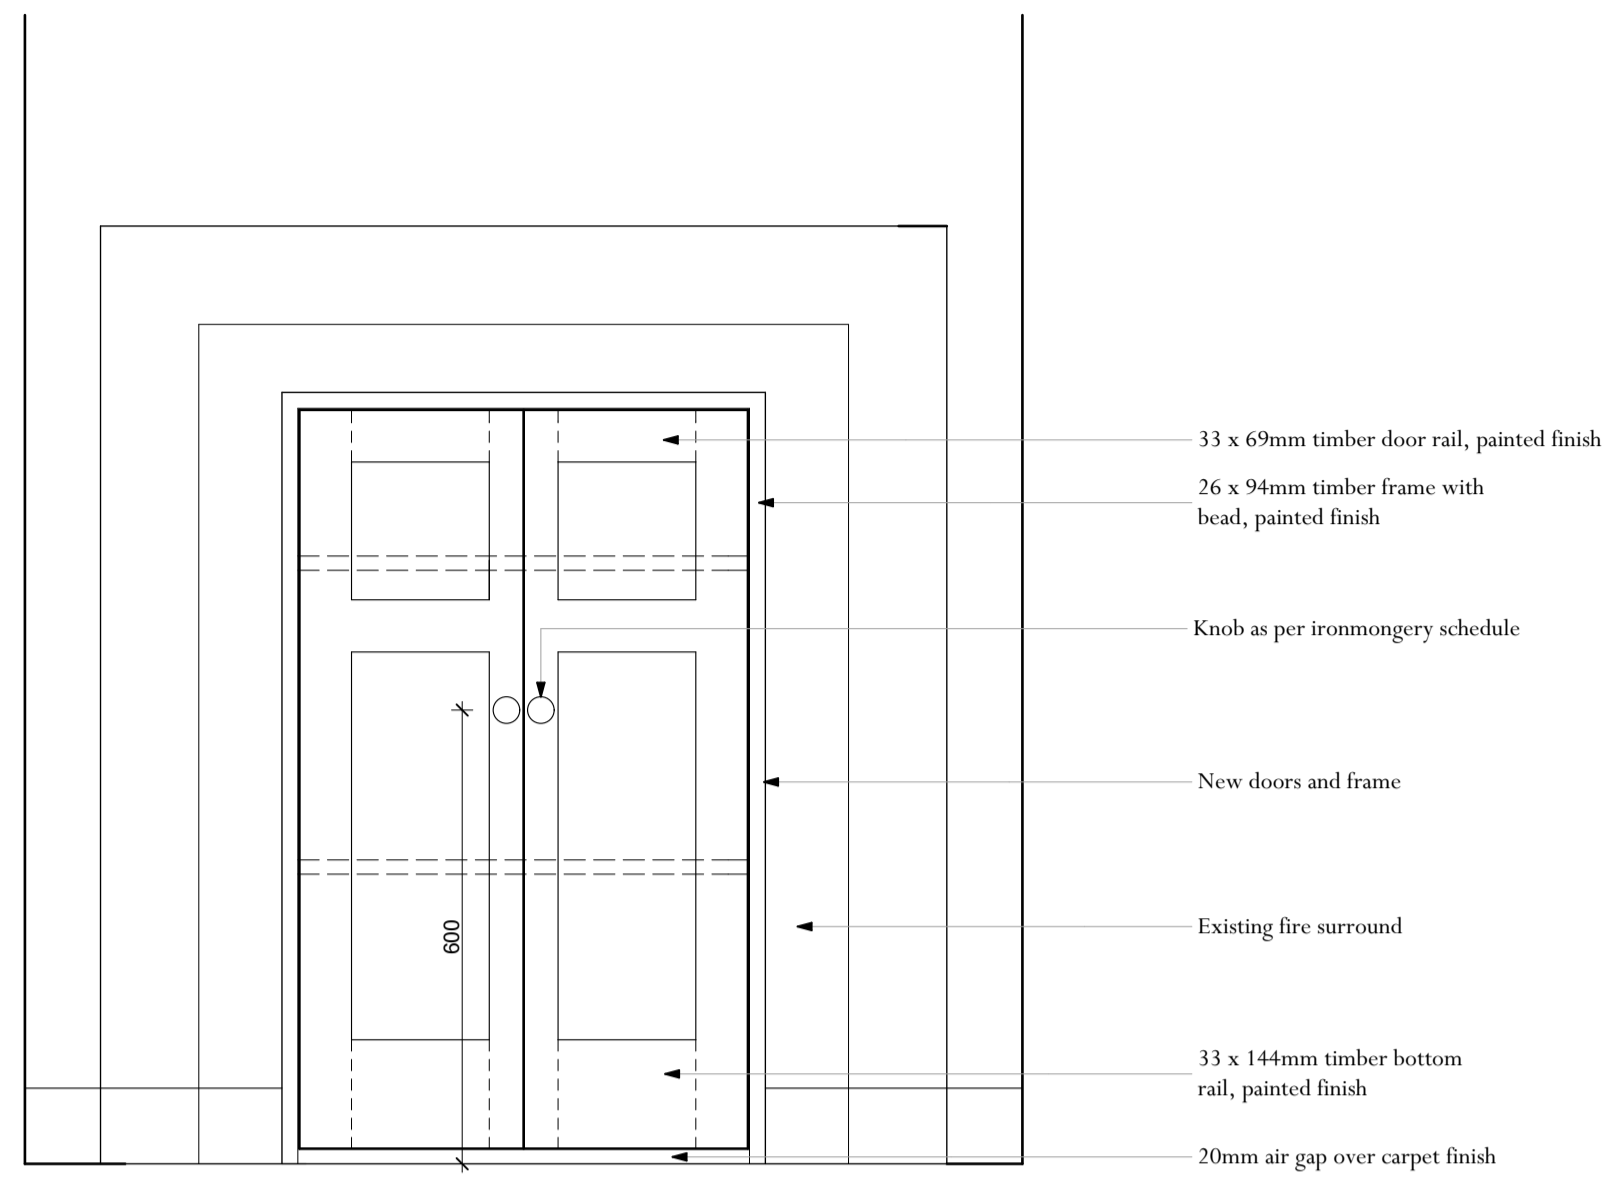 33 x 69mm timber door rail, painted finish
26 x 94mm timber frame with
bead, painted finish
Knob as per ironmongery schedule
New doors and frame
600
Existing fire surround
33 x 144mm timber bottom
rail, painted finish
20mm air gap over carpet finish